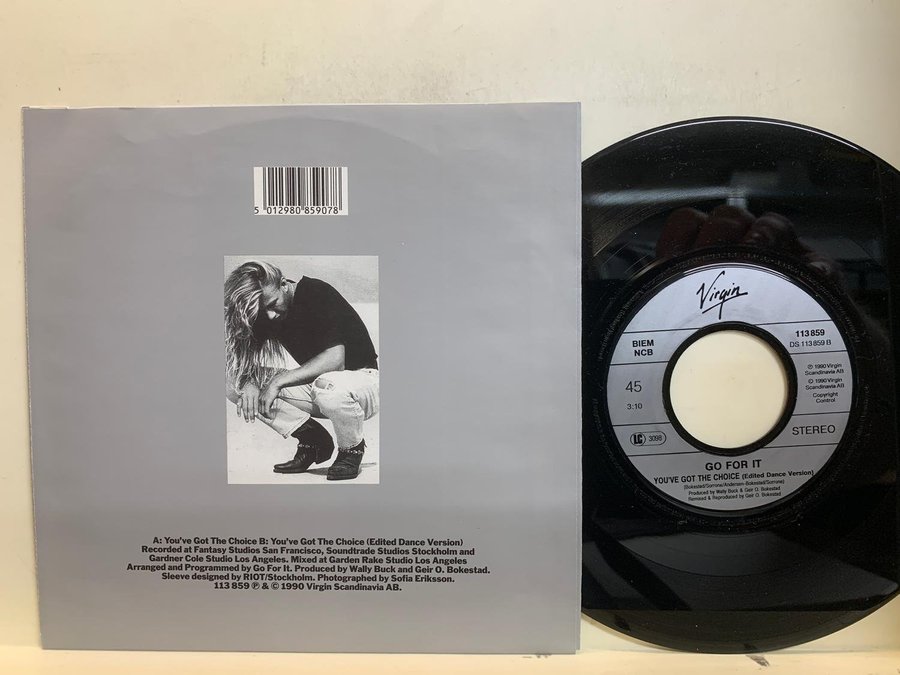 5 012980 859078
A: You've Got The Choice B: You've Got The Choice (Edited Dance Version)
Recorded at Fantasy Studios San Francisco, Soundtrade Studios Stockholm and
Gardner Cole Studio Los Angeles. Mixed at Garden Rake Studio Los Angeles
Arranged and Programmed by Go For It. Produced by Wally Buck and Geir O. Bokestad.
Sleeve designed by RIOT/Stockholm. Photographed by Sofia Eriksson.
113 859 ℗ & © 1990 Virgin Scandinavia AB.
Virgin
BIEM
NCB
45
3:10
LC 3098
113 859
DS 113 859 B
℗ 1990 Virgin
Scandinavia AB
© 1990 Virgin
Scandinavia AB
Copyright
Control
STEREO
GO FOR IT
YOU'VE GOT THE CHOICE (Edited Dance Version)
(Bokestad/Sorrone/Andersen-Bokestad/Sorrone)
Produced by Wally Buck & Geir O. Bokestad
Remixed & Reproduced by Geir O. Bokestad